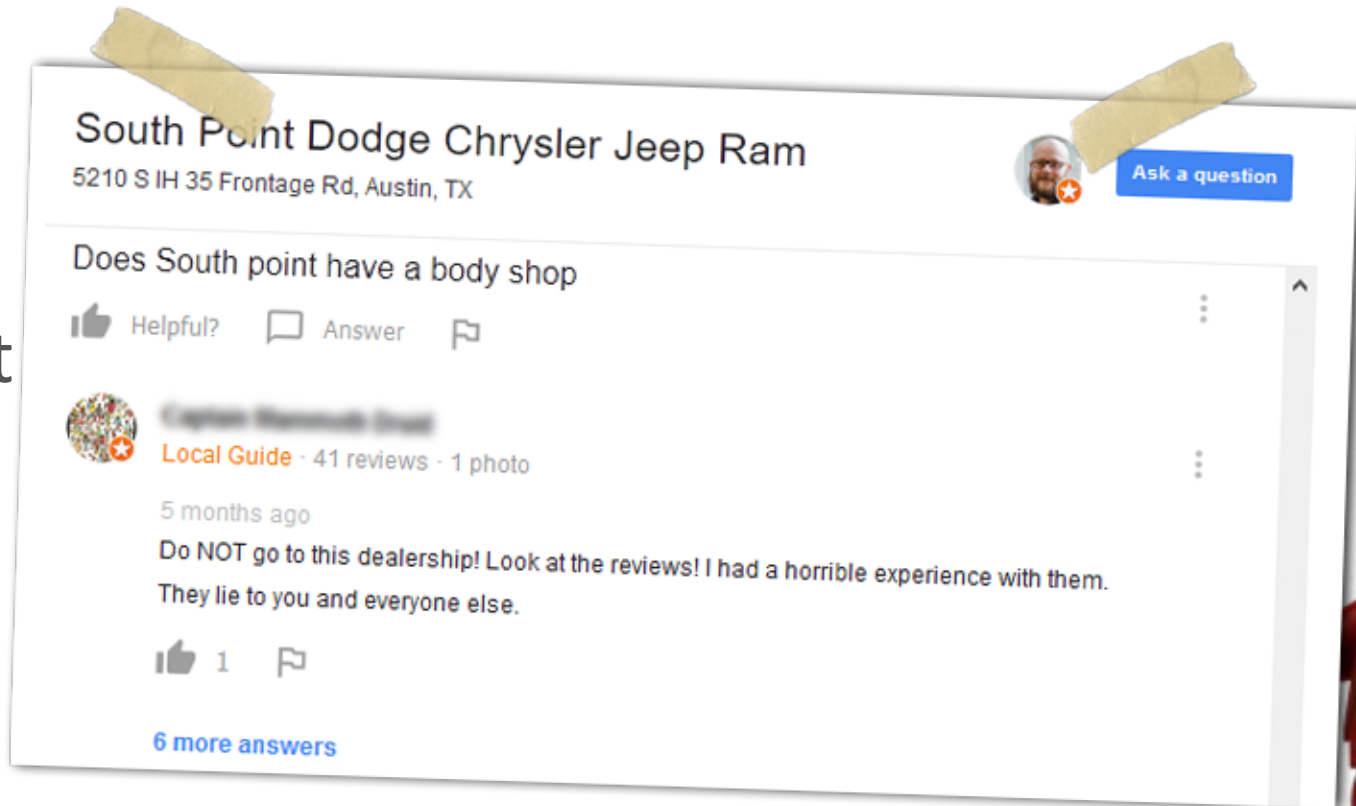 South Point Dodge Chrysler Jeep Ram
5210 S IH 35 Frontage Rd, Austin, TX
Ask a question
Does South point have a body shop
Helpful? Answer
t
Local Guide · 41 reviews · 1 photo
5 months ago
Do NOT go to this dealership! Look at the reviews! I had a horrible experience with them.
They lie to you and everyone else.
1
6 more answers